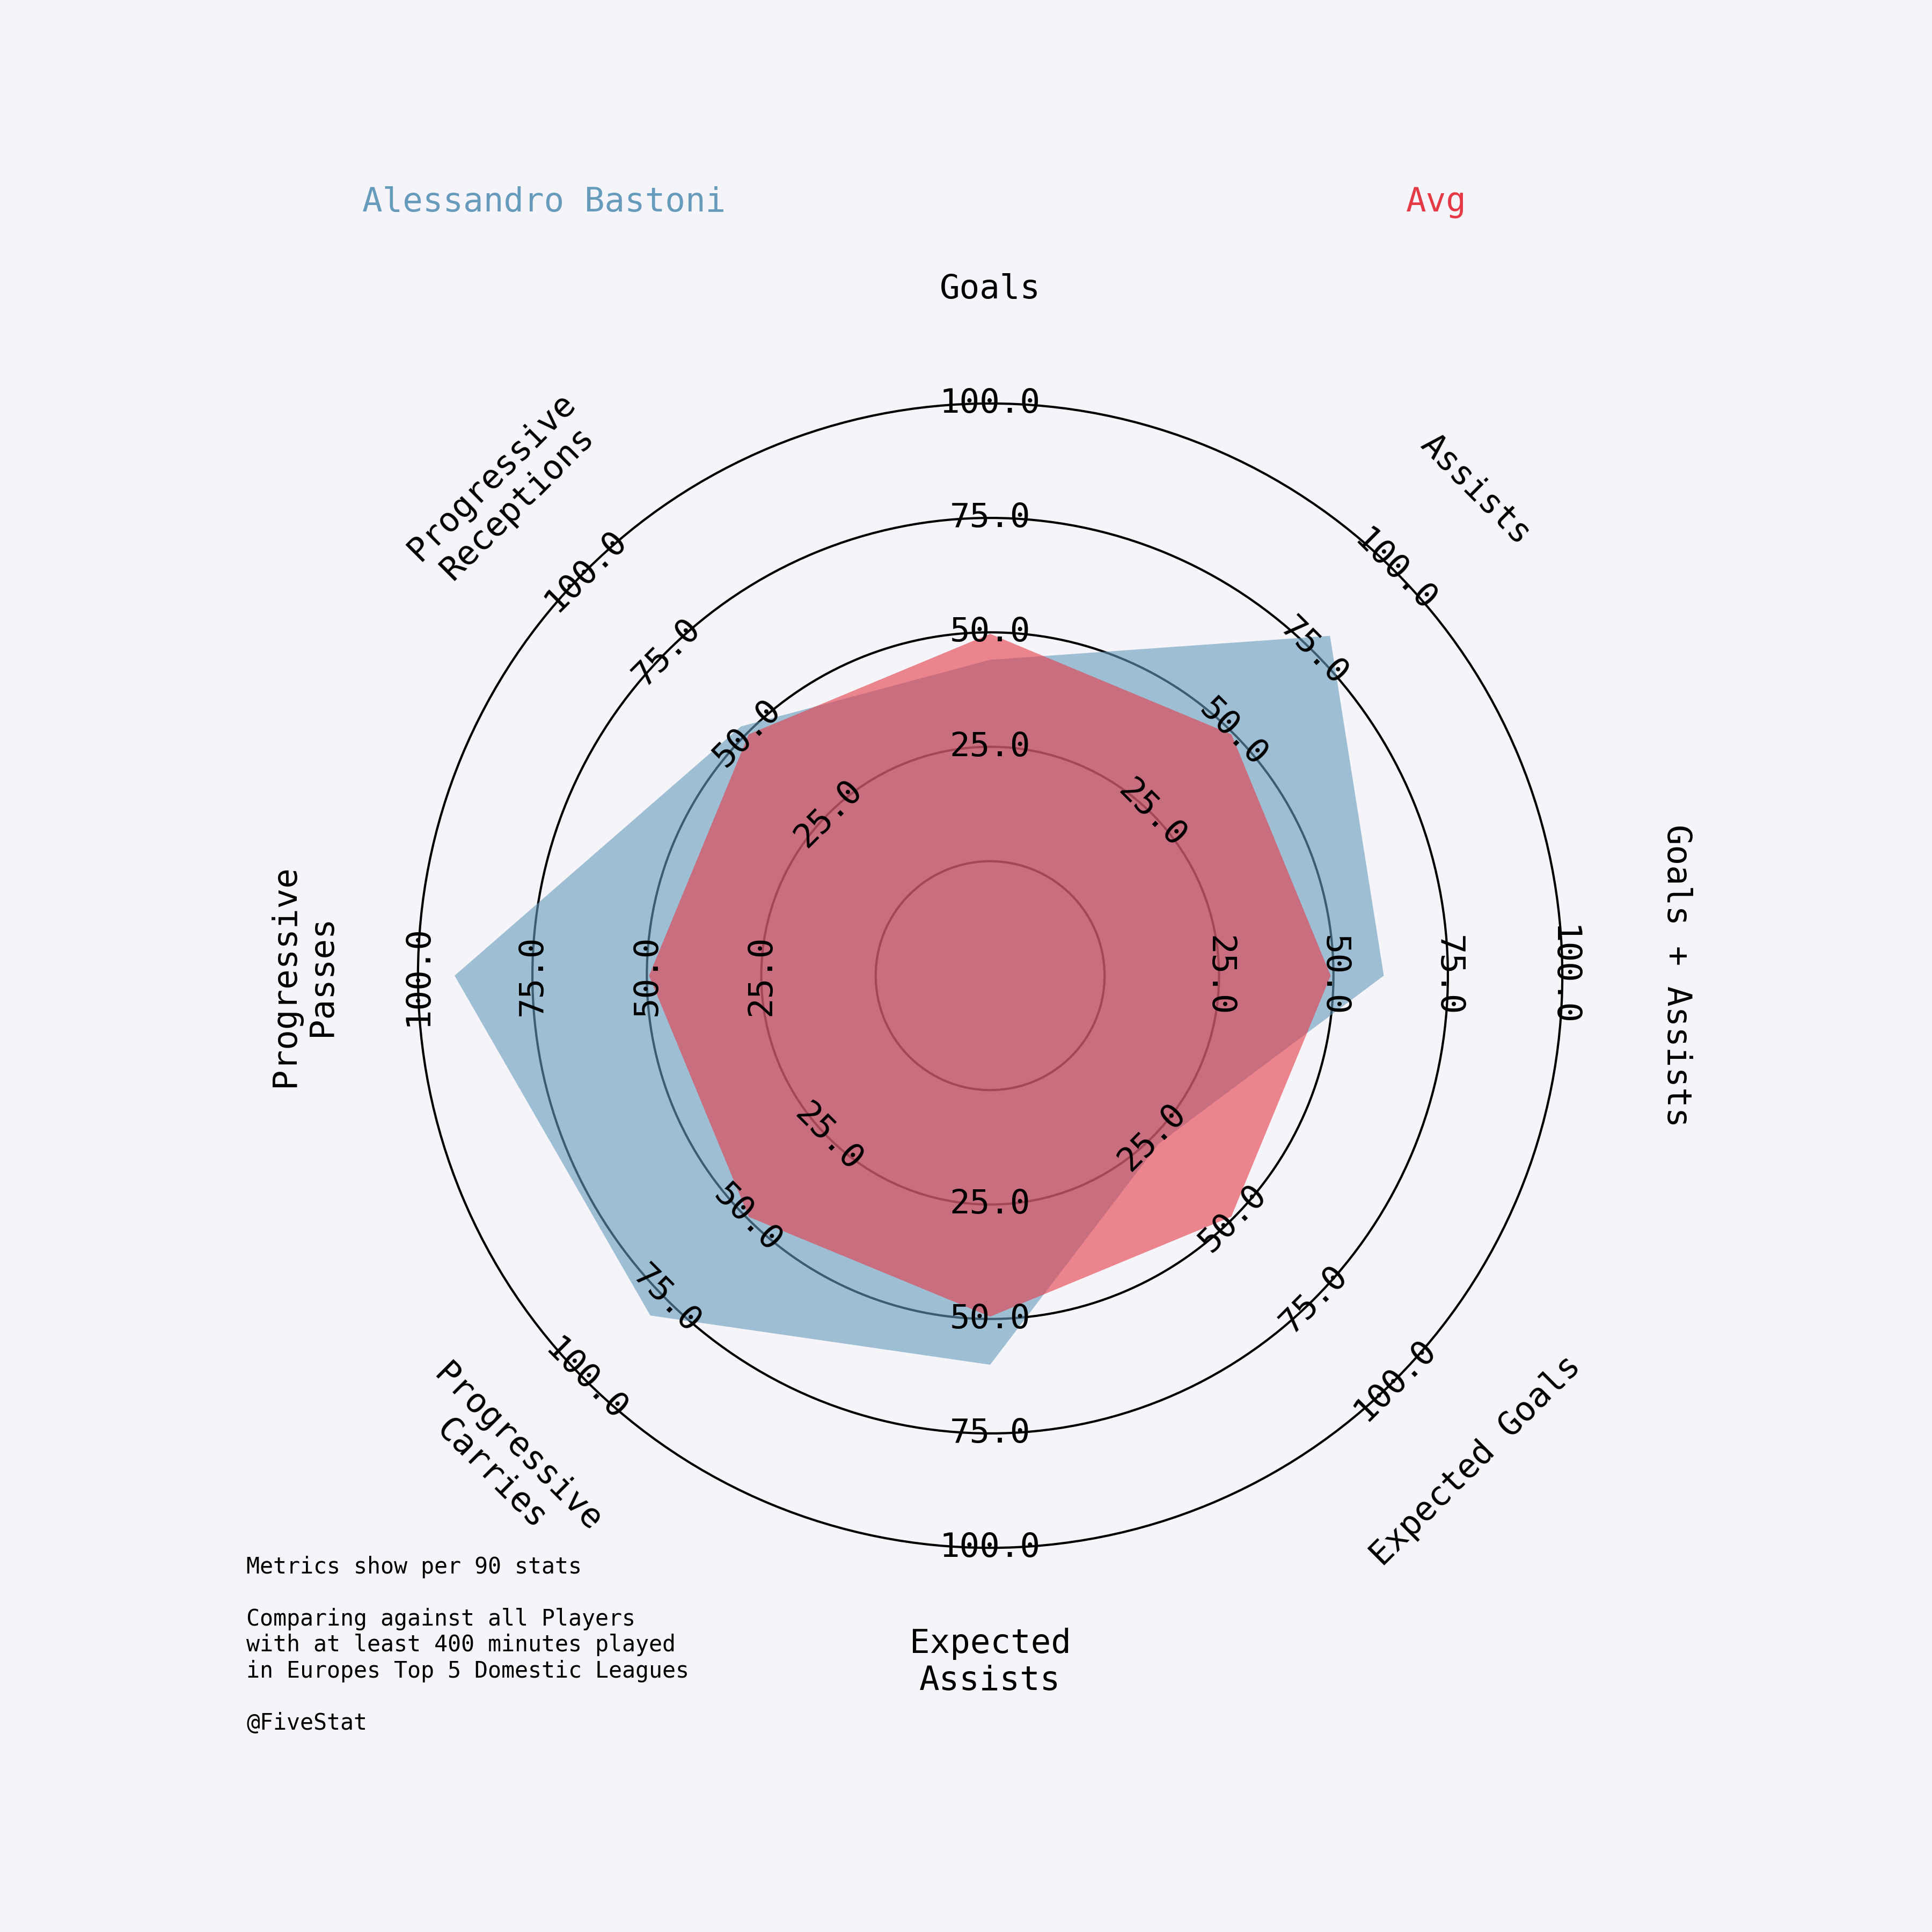 Alessandro Bastoni
Avg
Goals
Assists
Goals + Assists
Expected Goals
Expected
Assists
Progressive
Carries
Progressive
Passes
Progressive
Receptions
25.0
50.0
75.0
100.0
25.0
50.0
75.0
100.0
25.0
50.0
75.0
100.0
25.0
50.0
75.0
100.0
25.0
50.0
75.0
100.0
25.0
50.0
75.0
100.0
25.0
50.0
75.0
100.0
25.0
50.0
75.0
100.0
Metrics show per 90 stats
Comparing against all Players
with at least 400 minutes played
in Europes Top 5 Domestic Leagues
@FiveStat